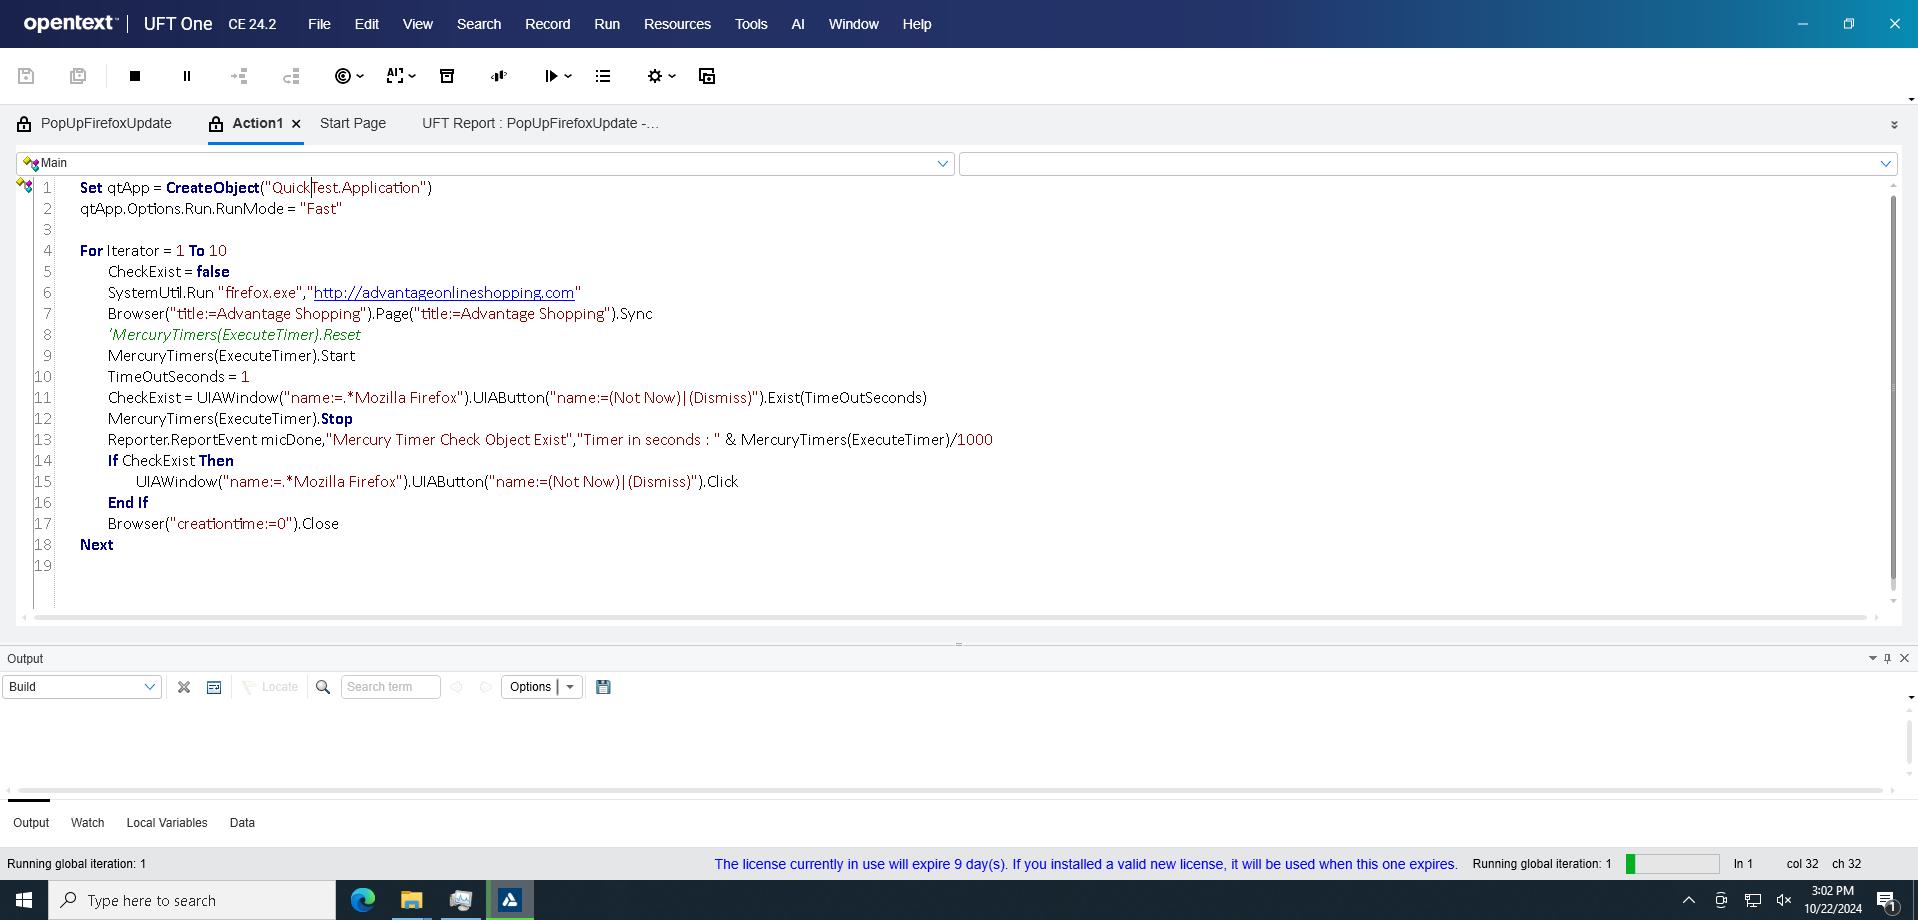 opentext™ | UFT One CE 24.2 File Edit View Search Record Run Resources Tools AI Window Help
PopUpFirefoxUpdate Action1 Start Page UFT Report : PopUpFirefoxUpdate -...
Main
1 Set qtApp = CreateObject("QuickTest.Application")
2 qtApp.Options.Run.RunMode = "Fast"
3
4 For Iterator = 1 To 10
5 CheckExist = false
6 SystemUtil.Run "firefox.exe","http://advantageonlineshopping.com"
7 Browser("title:=Advantage Shopping").Page("title:=Advantage Shopping").Sync
8 'MercuryTimers(ExecuteTimer).Reset
9 MercuryTimers(ExecuteTimer).Start
10 TimeOutSeconds = 1
11 CheckExist = UIAWindow("name:=.*Mozilla Firefox").UIAButton("name:=(Not Now)|(Dismiss)").Exist(TimeOutSeconds)
12 MercuryTimers(ExecuteTimer).Stop
13 Reporter.ReportEvent micDone,"Mercury Timer Check Object Exist","Timer in seconds : " & MercuryTimers(ExecuteTimer)/1000
14 If CheckExist Then
15 UIAWindow("name:=.*Mozilla Firefox").UIAButton("name:=(Not Now)|(Dismiss)").Click
16 End If
17 Browser("creationtime:=0").Close
18 Next
19
Output
Build Locate Search term Options
Output Watch Local Variables Data
Running global iteration: 1 The license currently in use will expire 9 day(s). If you installed a valid new license, it will be used when this one expires. Running global iteration: 1 ln 1 col 32 ch 32
Type here to search 3:02 PM
10/22/2024 1